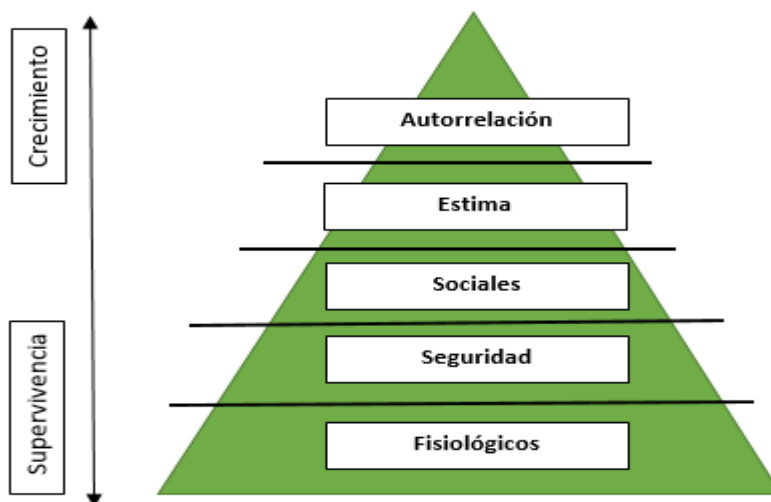 Crecimiento
Autorrelación
Estima
Sociales
Seguridad
Supervivencia
Fisiológicos